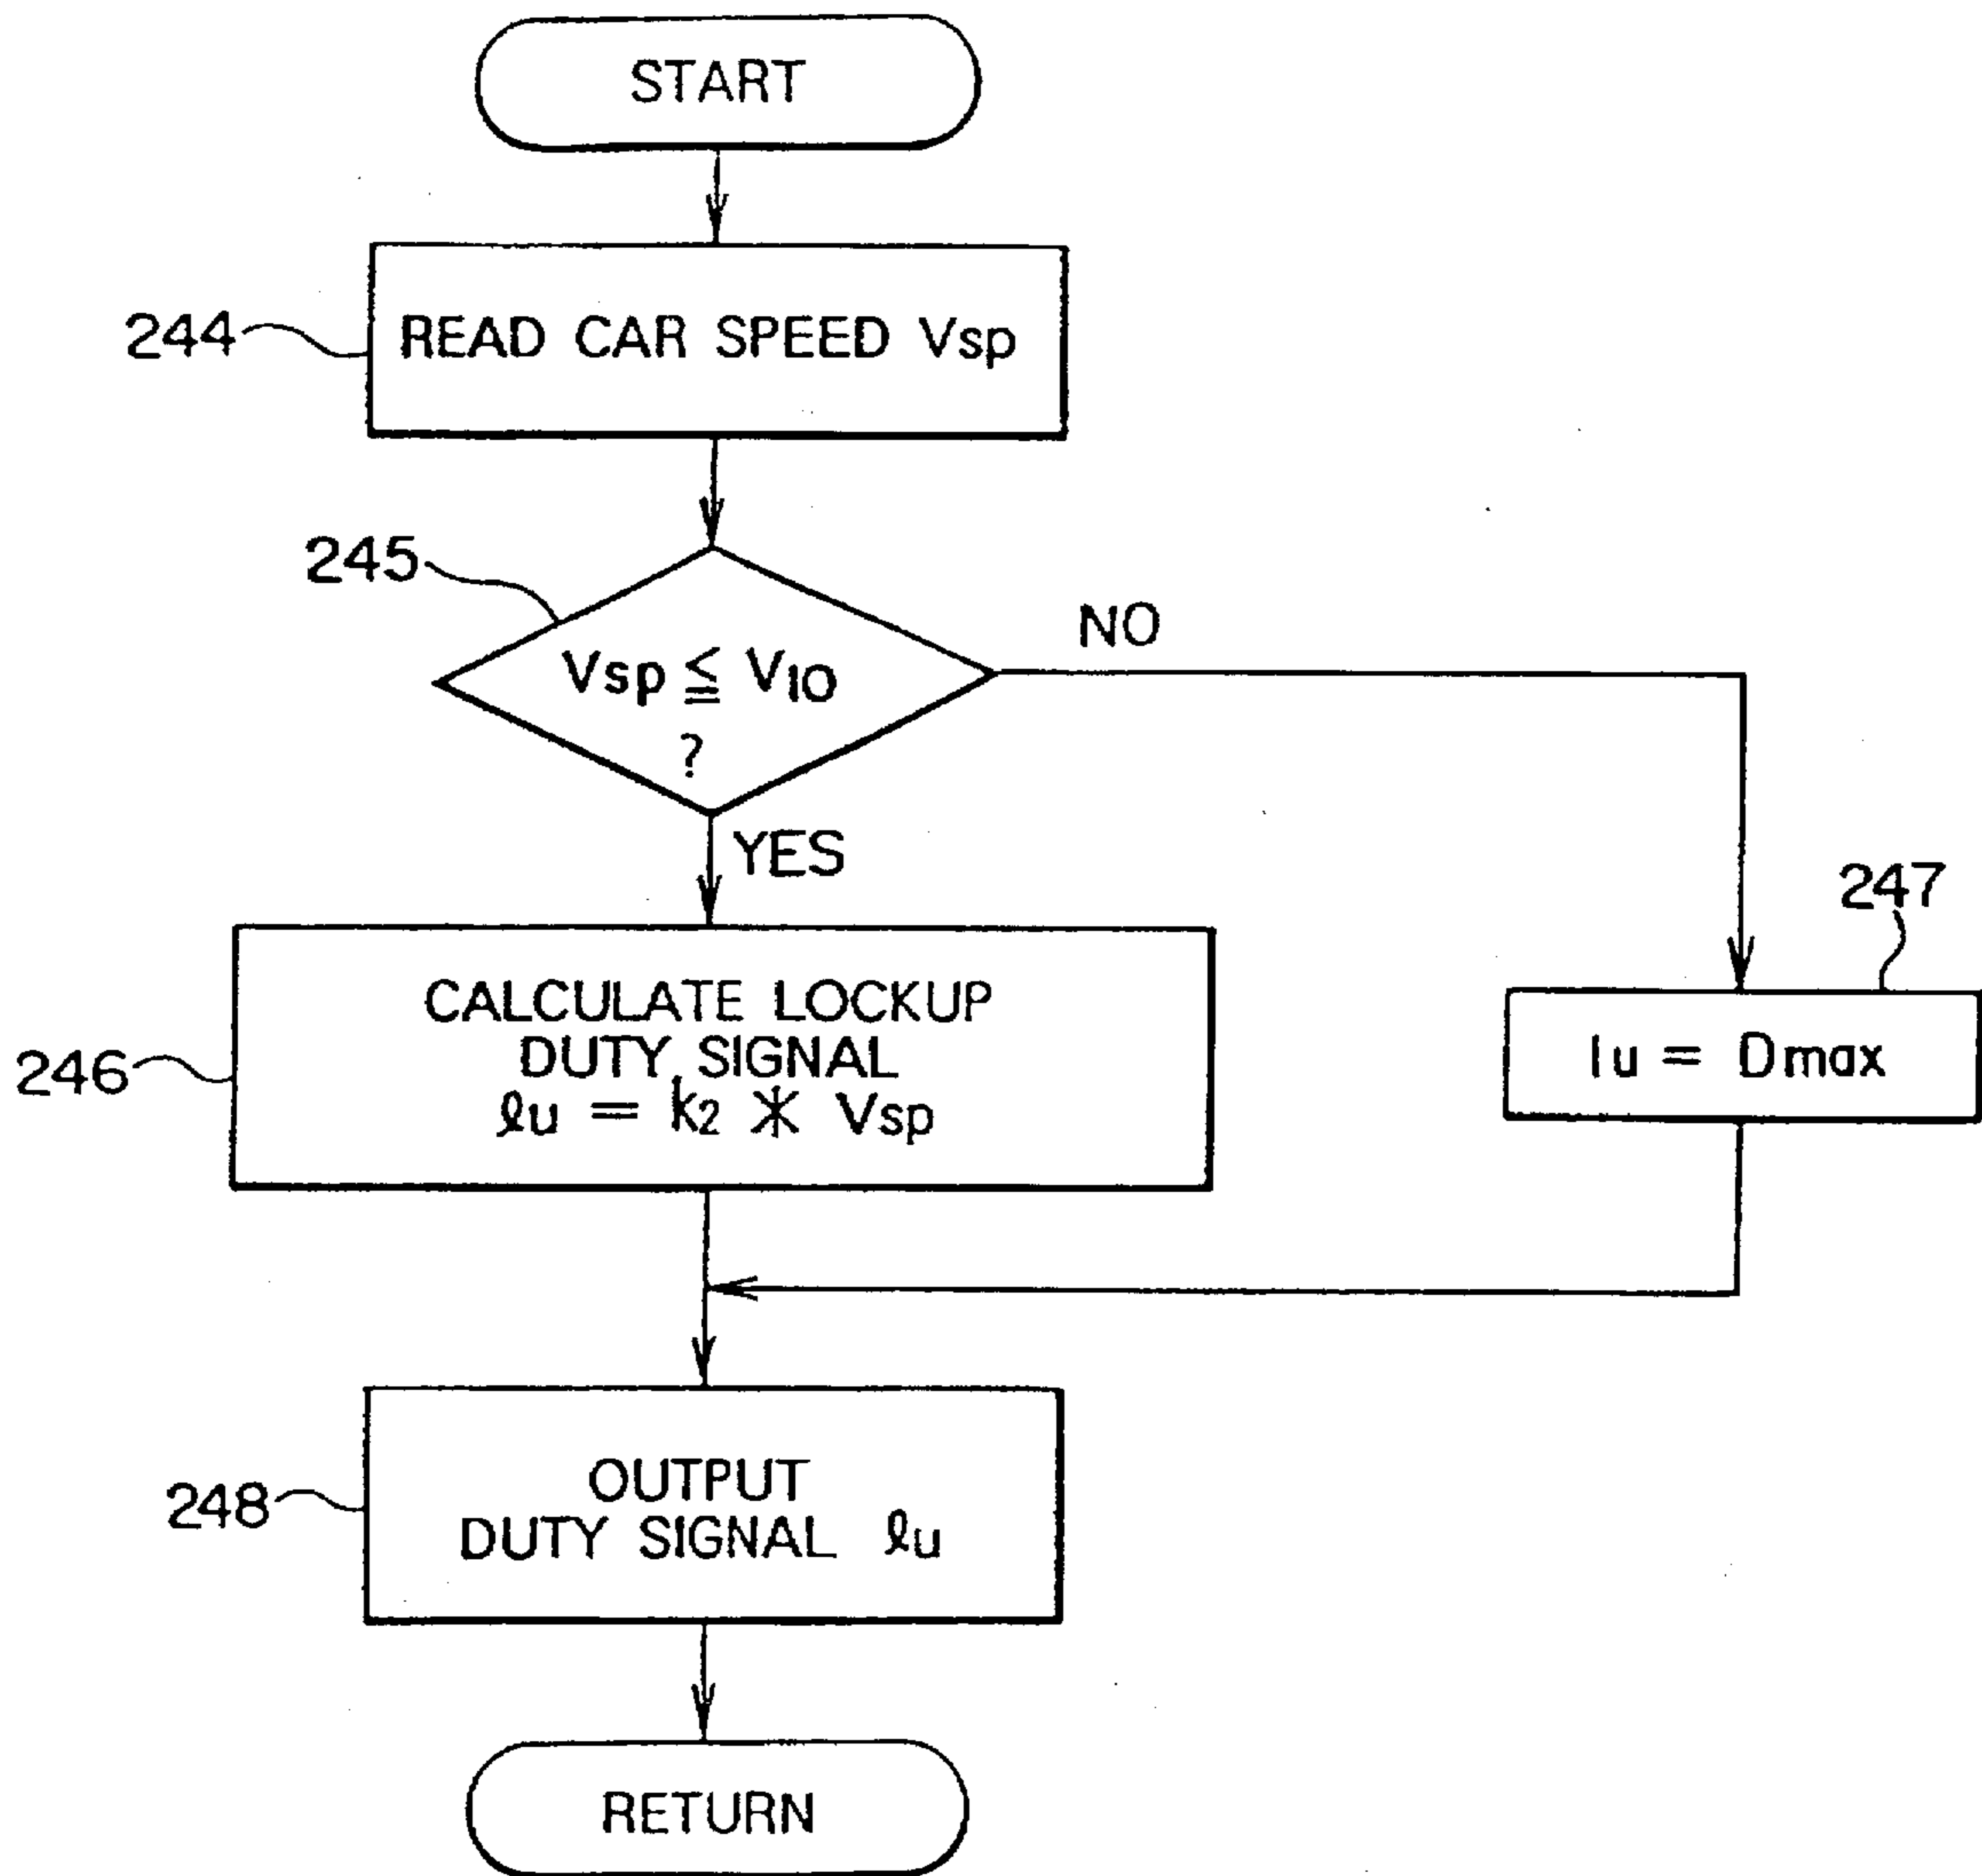 START
244
READ CAR SPEED Vsp
245
Vsp ≦ V10
?
NO
YES
247
246
CALCULATE LOCKUP
DUTY SIGNAL
ℓu = k2 * Vsp
lu = Dmax
248
OUTPUT
DUTY SIGNAL ℓu
RETURN